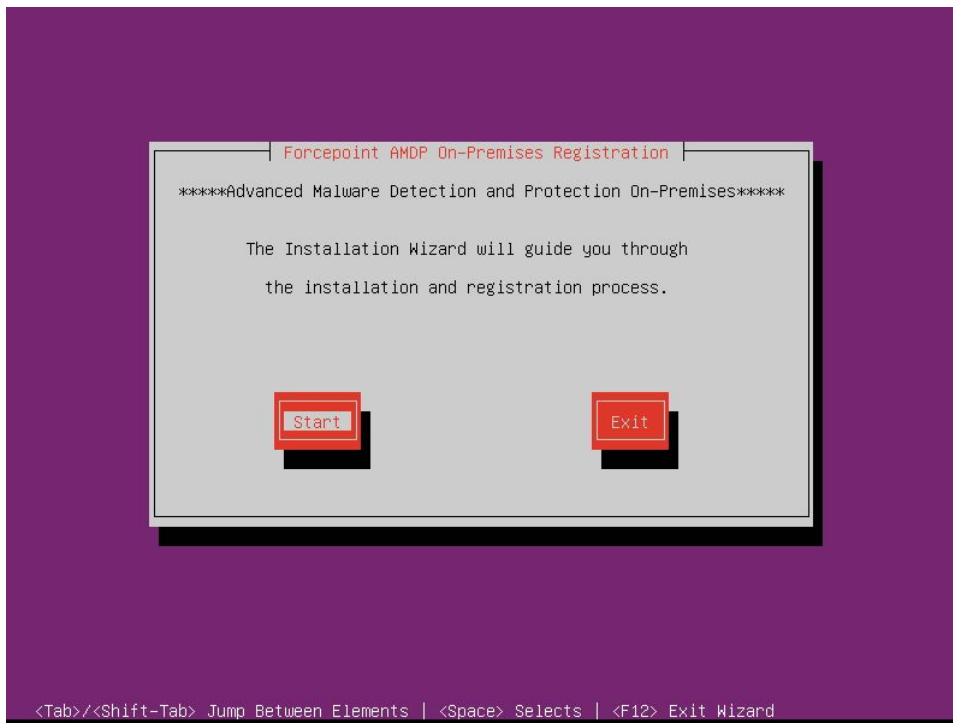 Forcepoint AMDP On-Premises Registration
*****Advanced Malware Detection and Protection On-Premises*****
The Installation Wizard will guide you through
the installation and registration process.
Start Exit
<Tab>/<Shift-Tab> Jump Between Elements | <Space> Selects | <F12> Exit Wizard